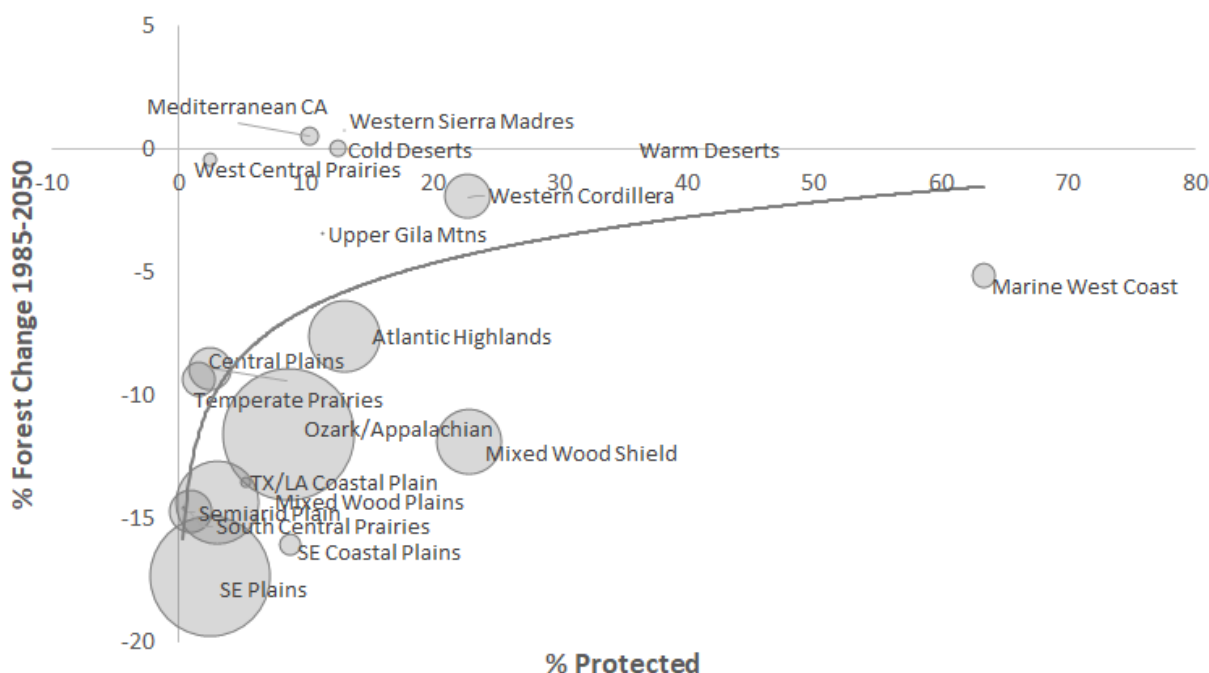 5
Mediterranean CA
Western Sierra Madres
0
Cold Deserts
Warm Deserts
West Central Prairies
-10
0
10
20
30
40
50
60
70
80
Western Cordillera
Upper Gila Mtns
-5
Marine West Coast
Atlantic Highlands
Central Plains
-10
Temperate Prairies
Ozark/Appalachian
Mixed Wood Shield
TX/LA Coastal Plain
Mixed Wood Plains
-15
Semiarid Plain
South Central Prairies
SE Coastal Plains
SE Plains
-20
% Forest Change 1985-2050
% Protected